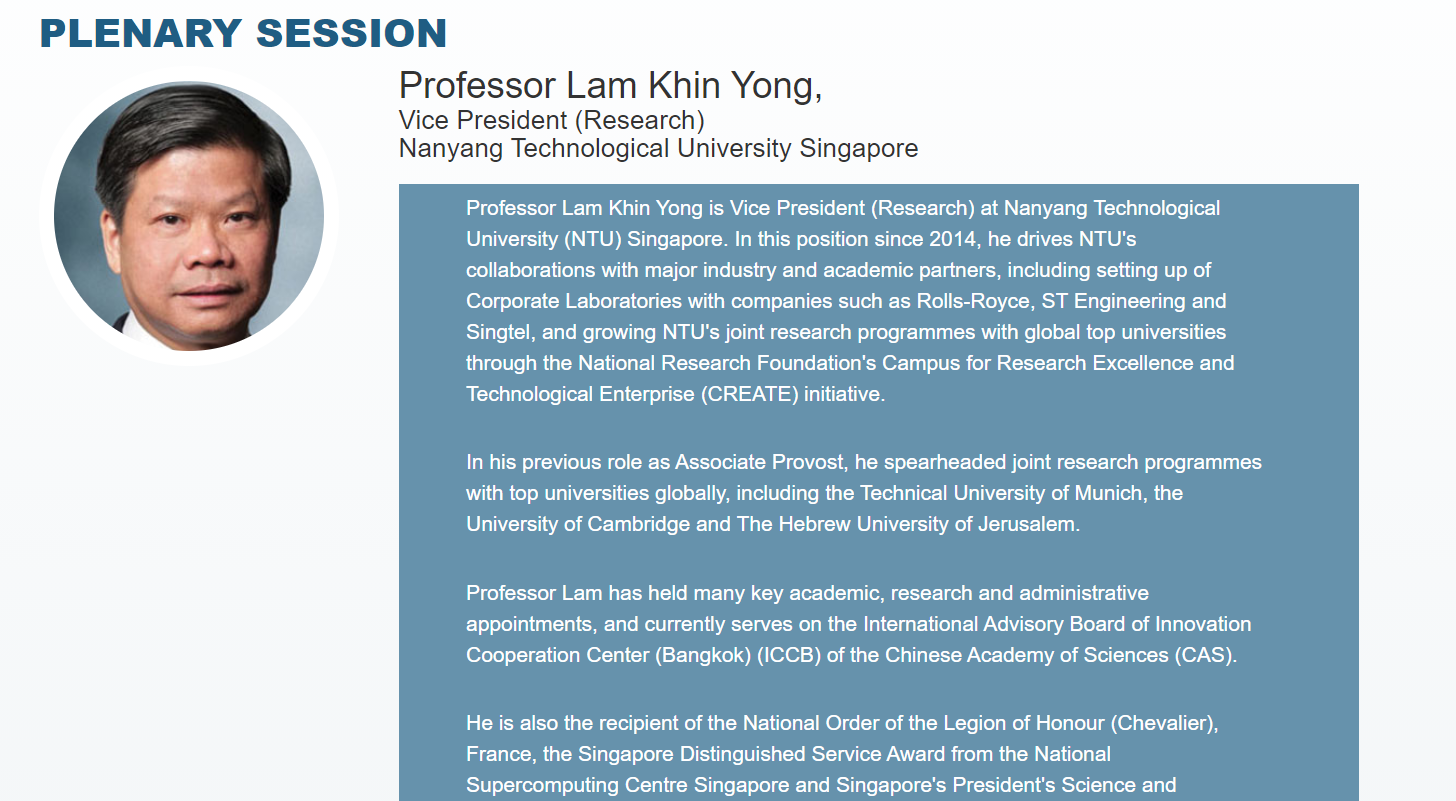 PLENARY SESSION
Professor Lam Khin Yong,
Vice President (Research)
Nanyang Technological University Singapore
Professor Lam Khin Yong is Vice President (Research) at Nanyang Technological
University (NTU) Singapore. In this position since 2014, he drives NTU's
collaborations with major industry and academic partners, including setting up of
Corporate Laboratories with companies such as Rolls-Royce, ST Engineering and
Singtel, and growing NTU's joint research programmes with global top universities
through the National Research Foundation's Campus for Research Excellence and
Technological Enterprise (CREATE) initiative.
In his previous role as Associate Provost, he spearheaded joint research programmes
with top universities globally, including the Technical University of Munich, the
University of Cambridge and The Hebrew University of Jerusalem.
Professor Lam has held many key academic, research and administrative
appointments, and currently serves on the International Advisory Board of Innovation
Cooperation Center (Bangkok) (ICCB) of the Chinese Academy of Sciences (CAS).
He is also the recipient of the National Order of the Legion of Honour (Chevalier),
France, the Singapore Distinguished Service Award from the National
Supercomputing Centre Singapore and Singapore's President's Science and